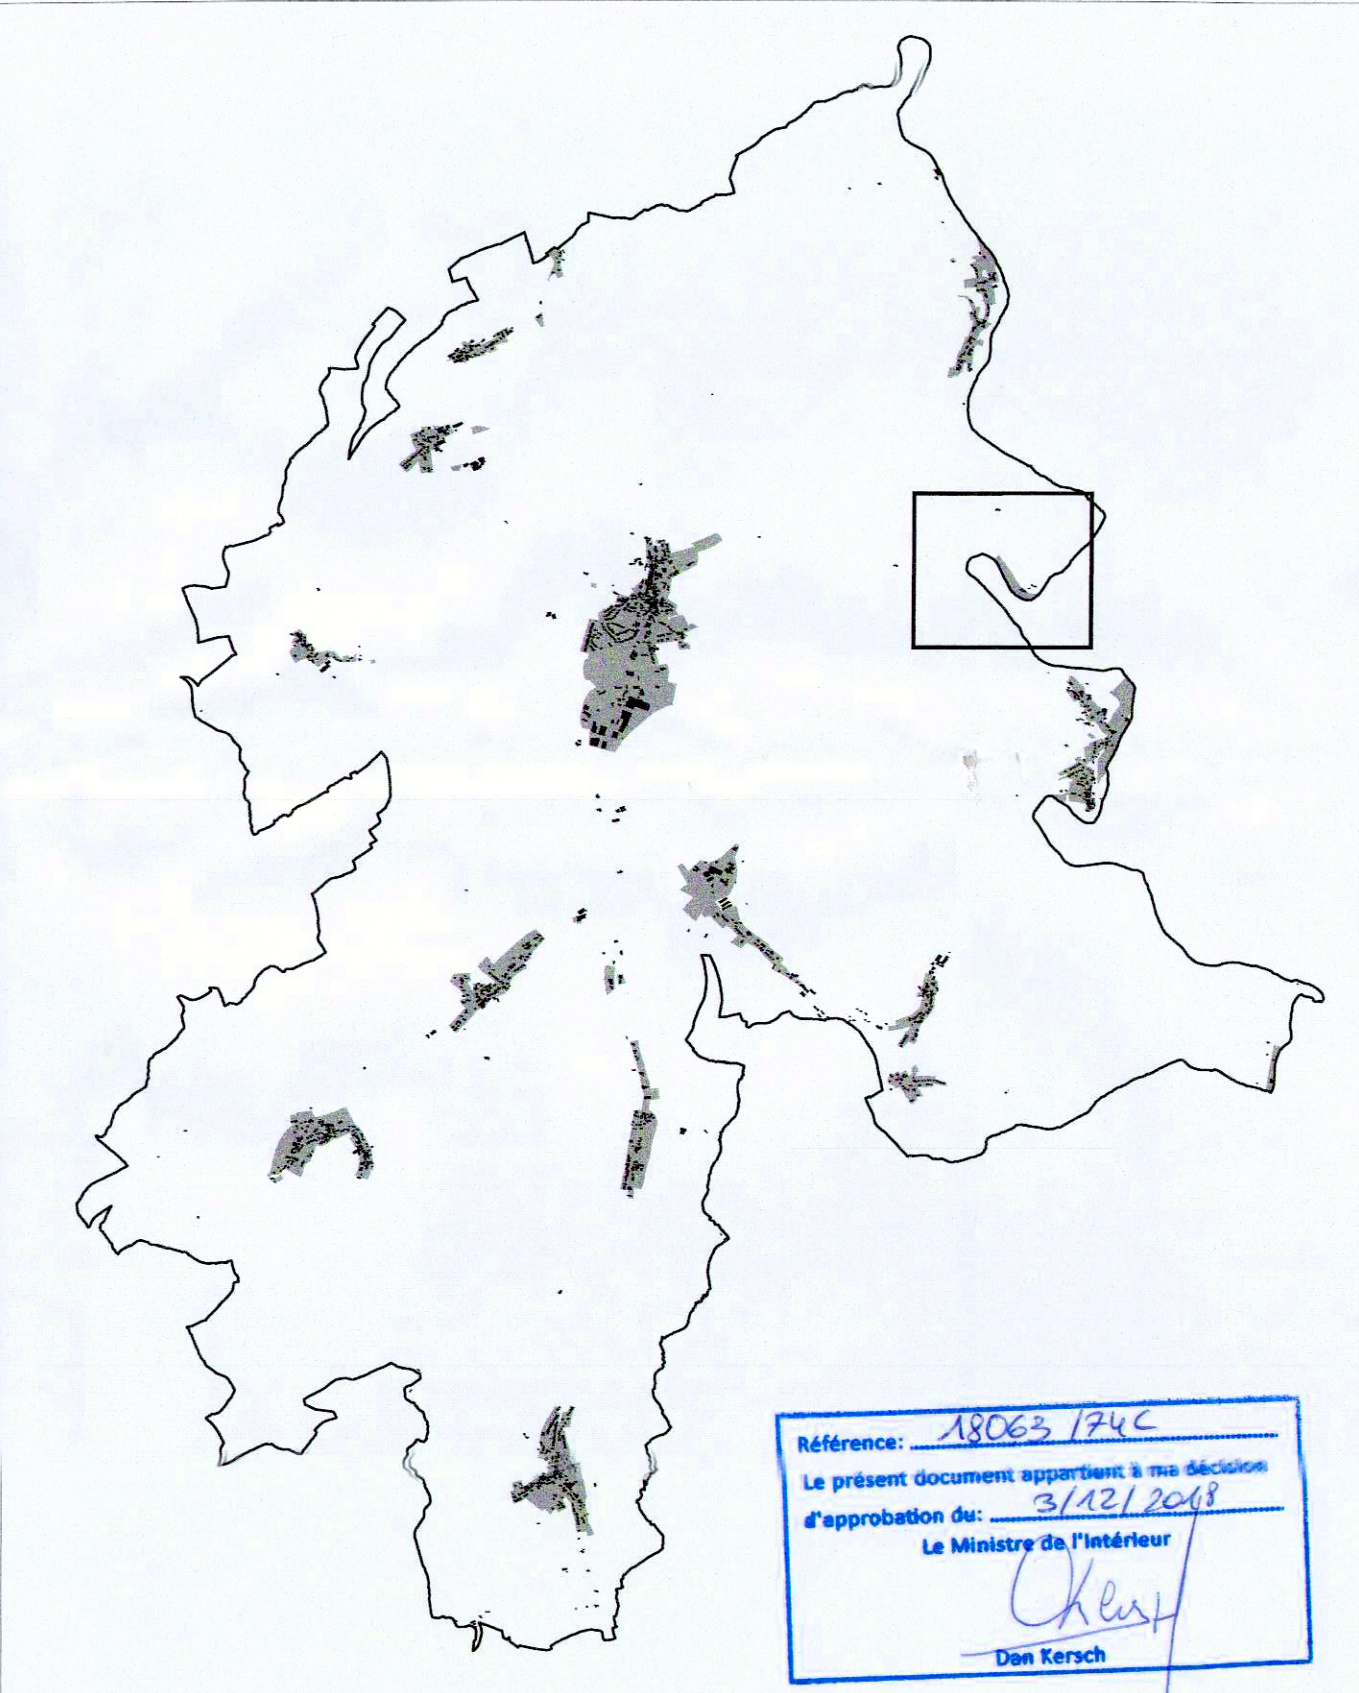 Référence: 18063 /74C
Le présent document appartient à ma décision
d'approbation du: 3/12/2018
Le Ministre de l'Intérieur
Dan Kersch